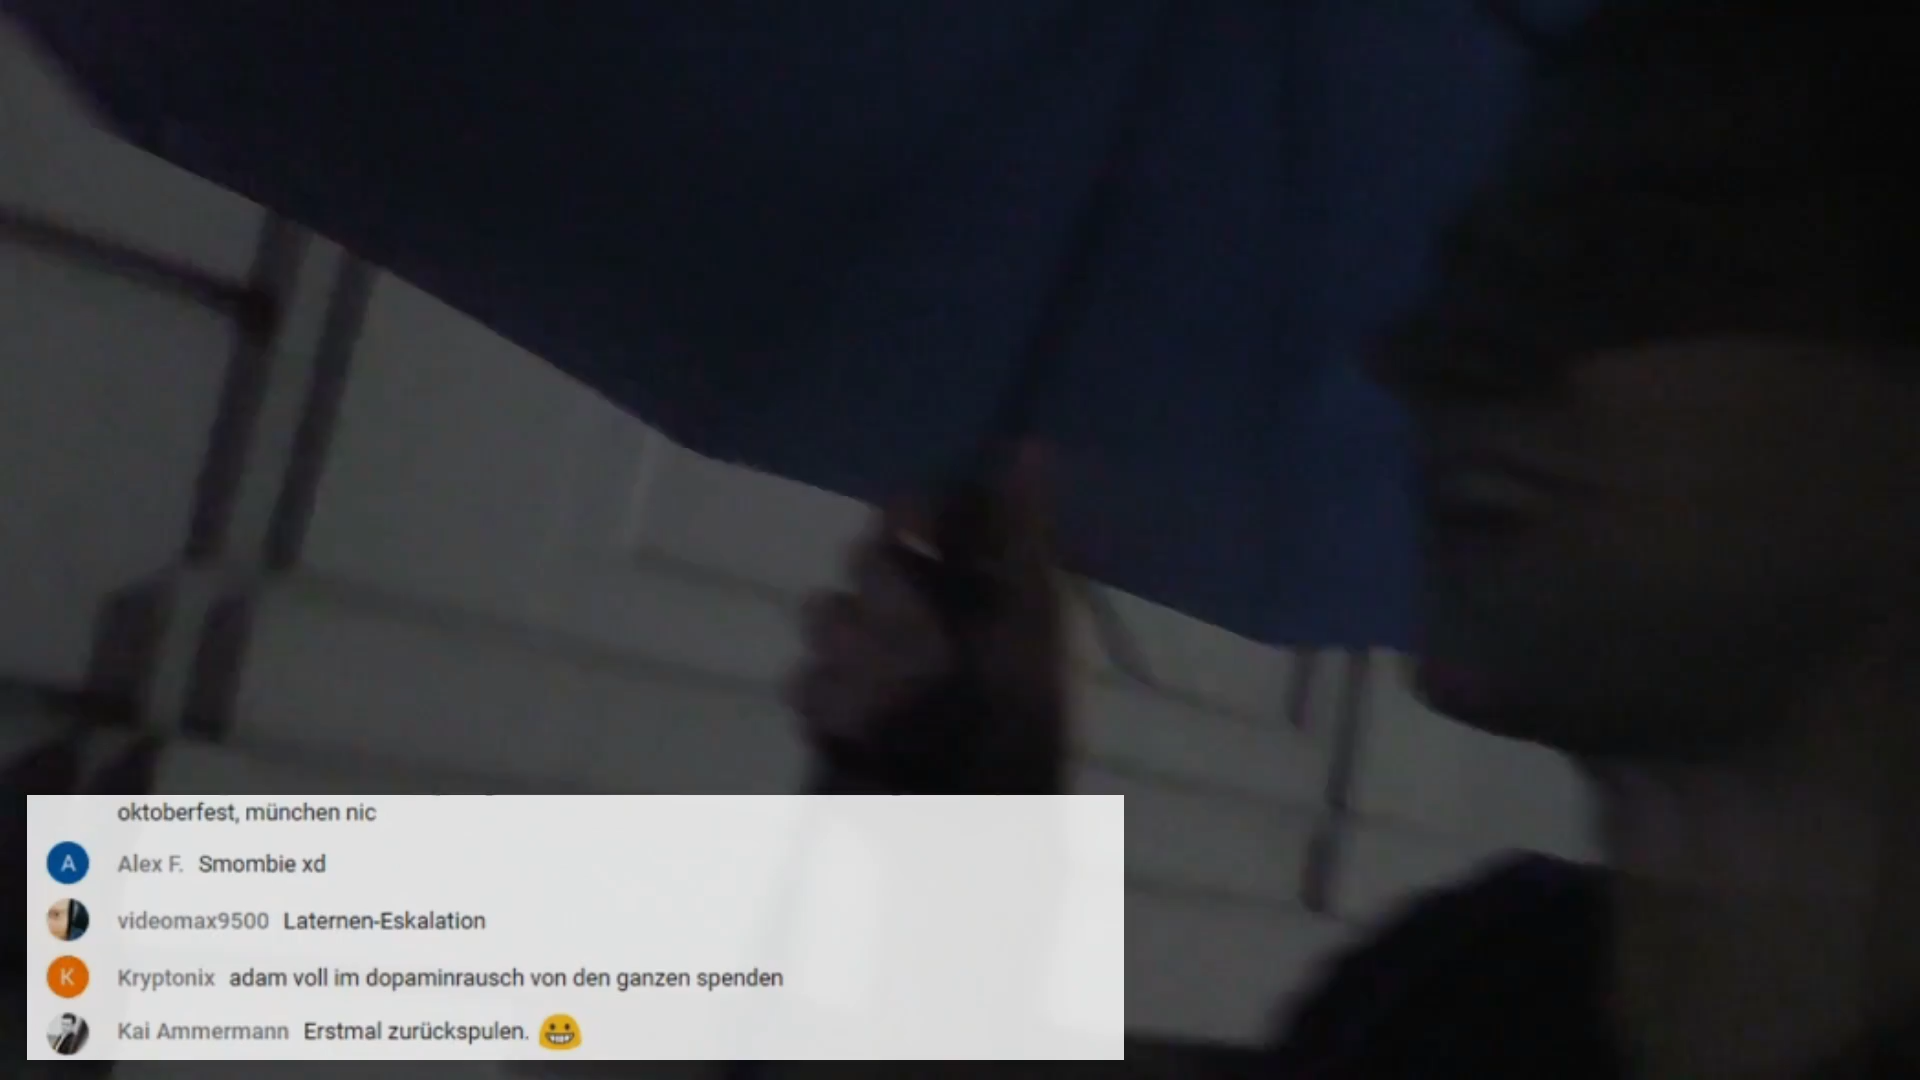 oktoberfest, münchen nic
A Alex F. Smombie xd
videomax9500 Laternen-Eskalation
K Kryptonix adam voll im dopaminrausch von den ganzen spenden
Kai Ammermann Erstmal zurückspulen.